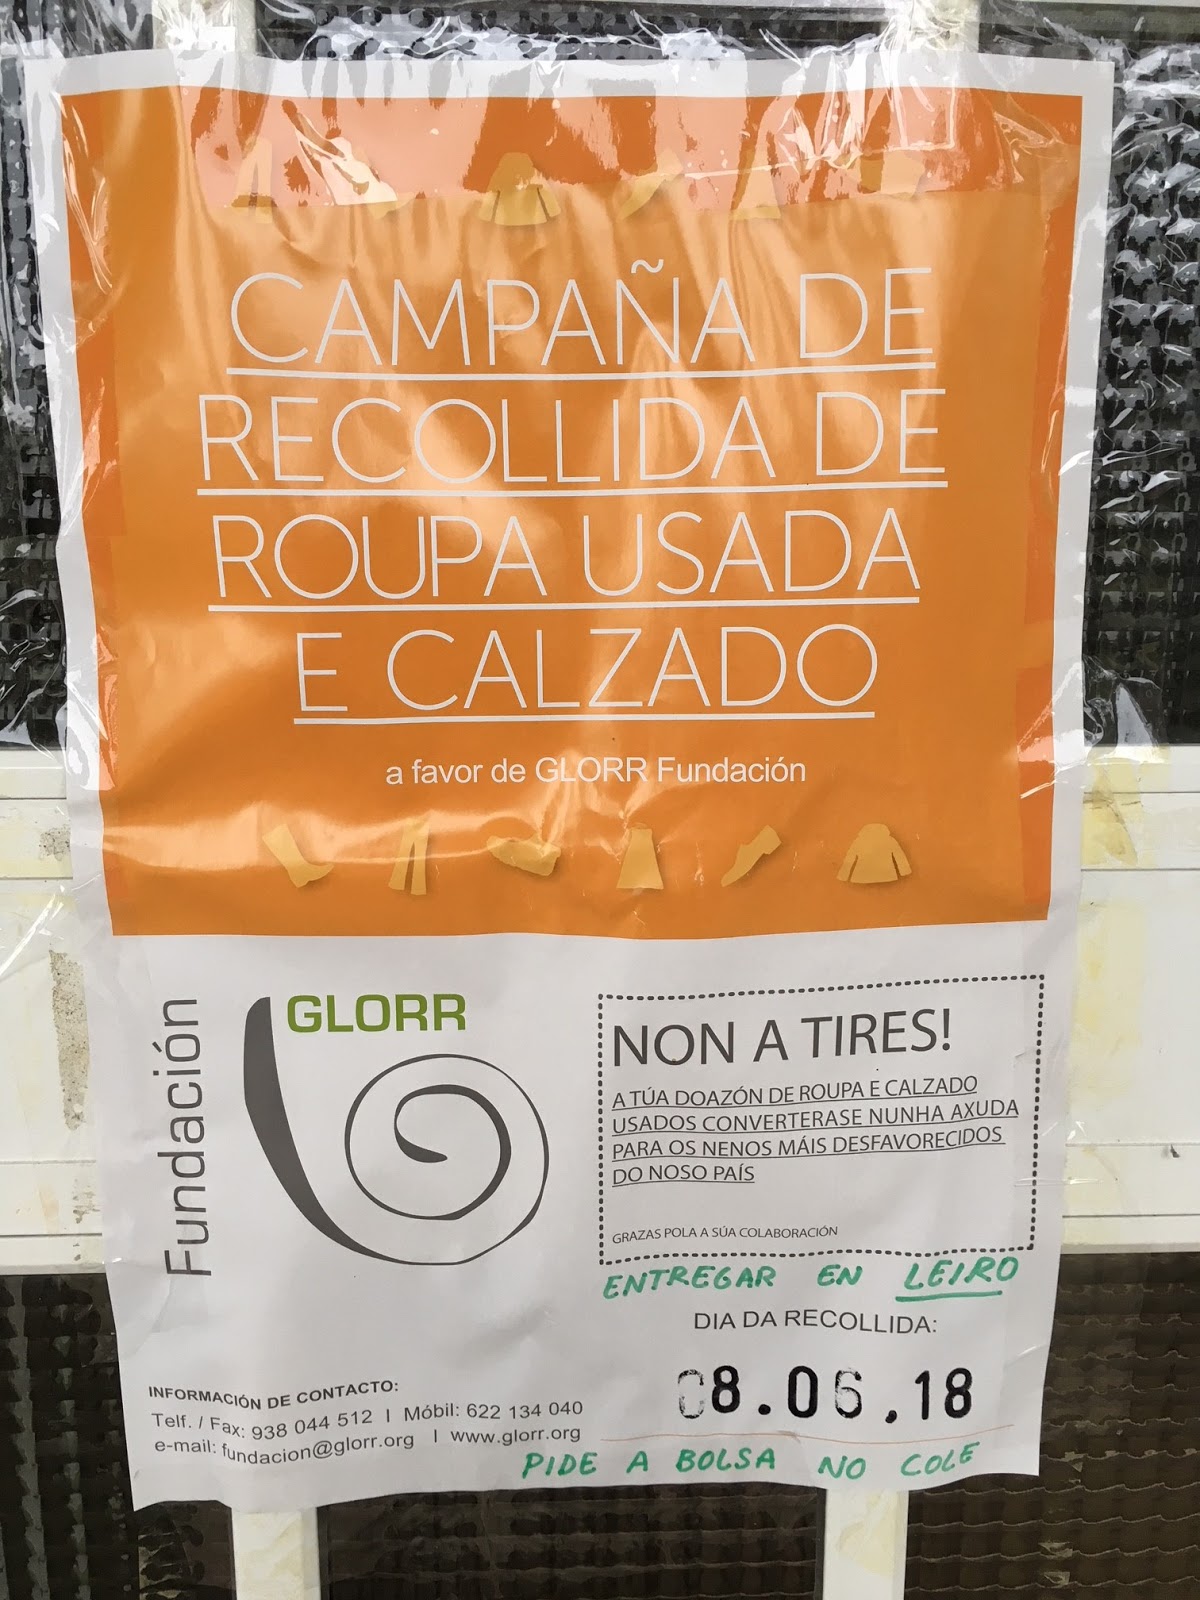 CAMPAÑA DE
RECOLLIDA DE
ROUPA USADA
E CALZADO
a favor de GLORR Fundación
Fundación
GLORR
NON A TIRES!
A TÚA DOAZÓN DE ROUPA E CALZADO
USADOS CONVERTERASE NUNHA AXUDA
PARA OS NENOS MÁIS DESFAVORECIDOS
DO NOSO PAÍS
GRAZAS POLA A SÚA COLABORACIÓN
ENTREGAR EN LEIRO
DIA DA RECOLLIDA:
08.06.18
INFORMACIÓN DE CONTACTO:
Telf. / Fax: 938 044 512 I Móbil: 622 134 040
e-mail: fundacion@glorr.org I www.glorr.org
PIDE A BOLSA NO COLE